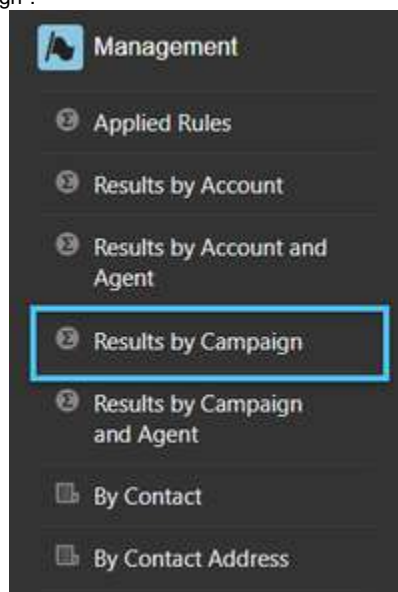 gn".
Management
Applied Rules
Results by Account
Results by Account and
Agent
Results by Campaign
Results by Campaign
and Agent
By Contact
By Contact Address